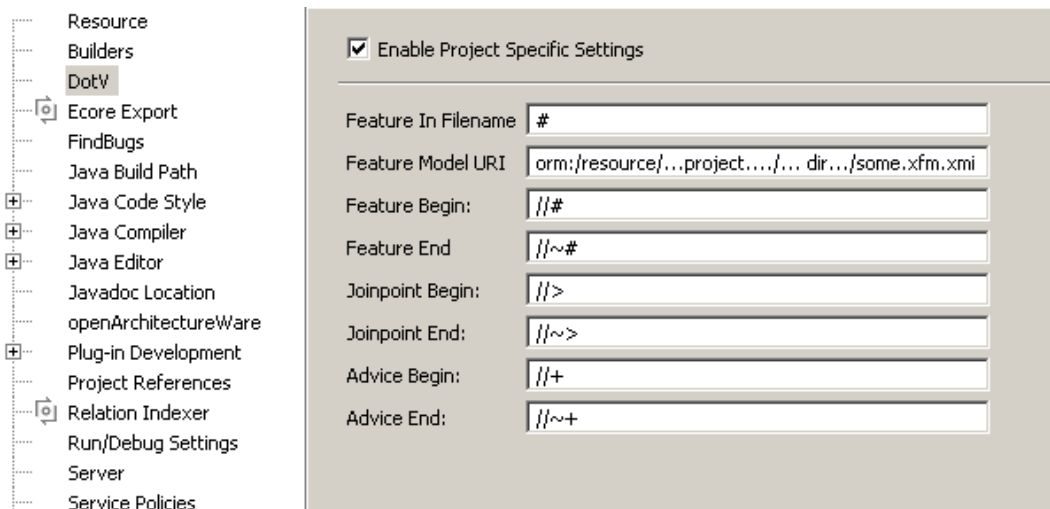 Resource
Builders
DotV
Ecore Export
FindBugs
Java Build Path
Java Code Style
Java Compiler
Java Editor
Javadoc Location
openArchitectureWare
Plug-in Development
Project References
Relation Indexer
Run/Debug Settings
Server
Service Policies
Enable Project Specific Settings
Feature In Filename #
Feature Model URI orm:/resource/...project..../... dir.../some.xfm.xmi
Feature Begin: //#
Feature End //~#
Joinpoint Begin: //>
Joinpoint End: //~>
Advice Begin: //+
Advice End: //~+